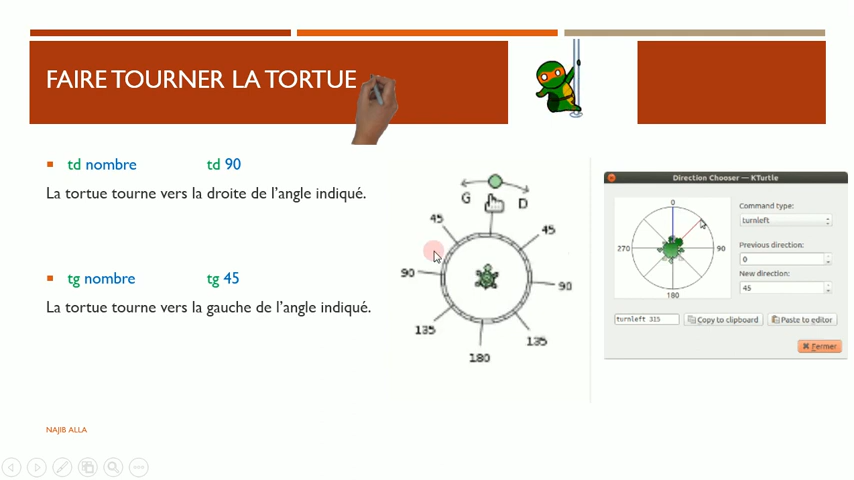 FAIRE TOURNER LA TORTUE
td nombre td 90
La tortue tourne vers la droite de l'angle indiqué.
tg nombre tg 45
La tortue tourne vers la gauche de l'angle indiqué.
G D
45 45
90 90
135 135
180
Direction Chooser — KTurtle
0
270 90
180
Command type:
turnleft
Previous direction:
0
New direction:
45
turnleft 315 Copy to clipboard Paste to editor
Fermer
NAJIB ALLA